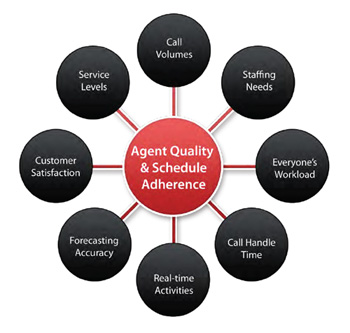 Call
Volumes
Service
Levels
Staffing
Needs
Agent Quality
& Schedule
Adherence
Customer
Satisfaction
Everyone's
Workload
Forecasting
Accuracy
Call Handle
Time
Real-time
Activities